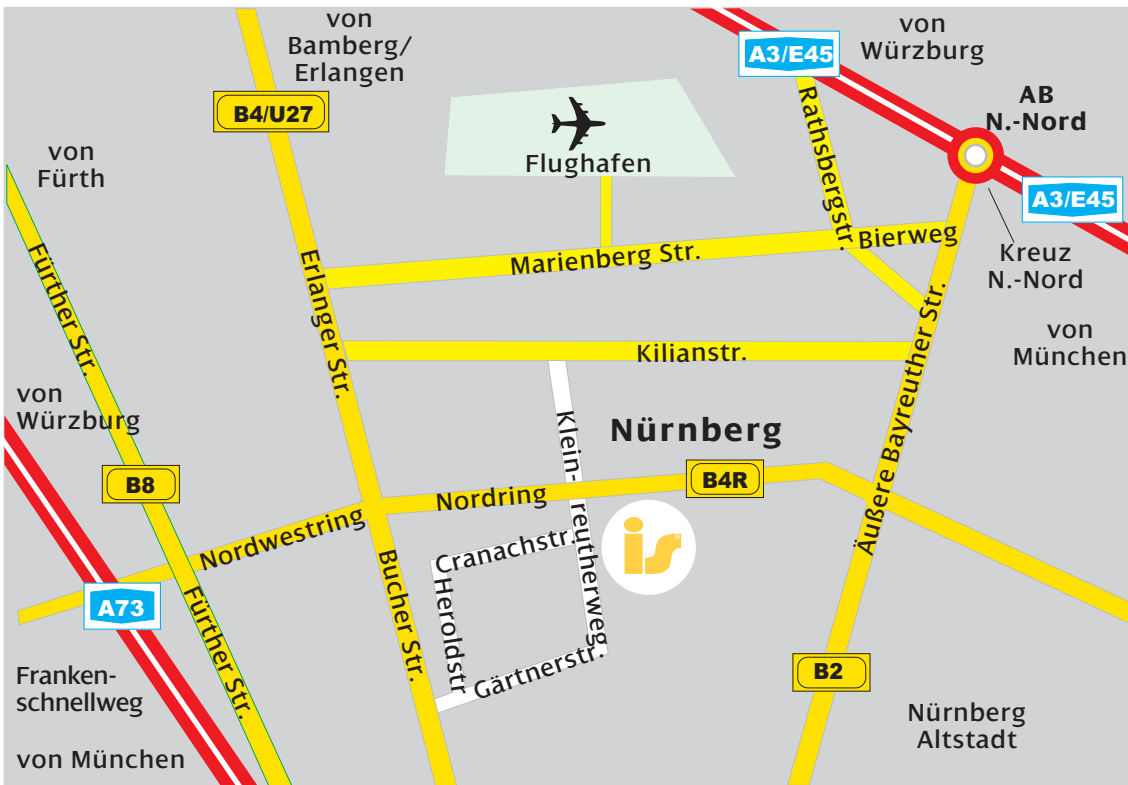 von
Bamberg/
Erlangen
B4/U27
von
Fürth
Flughafen
A3/E45
von
Würzburg
AB
N.-Nord
A3/E45
Kreuz
N.-Nord
von
München
Rathsbergstr.
Bierweg
Marienberg Str.
Erlanger Str.
Fürther Str.
Kilianstr.
Äußere Bayreuther Str.
von
Würzburg
Nürnberg
B8
B4R
Nordring
Nordwestring
Klein-
reutherweg
Cranachstr.
is
Heroldstr
Bucher Str.
Gärtnerstr.
A73
Fürther Str.
B2
Franken-
schnellweg
von München
Nürnberg
Altstadt